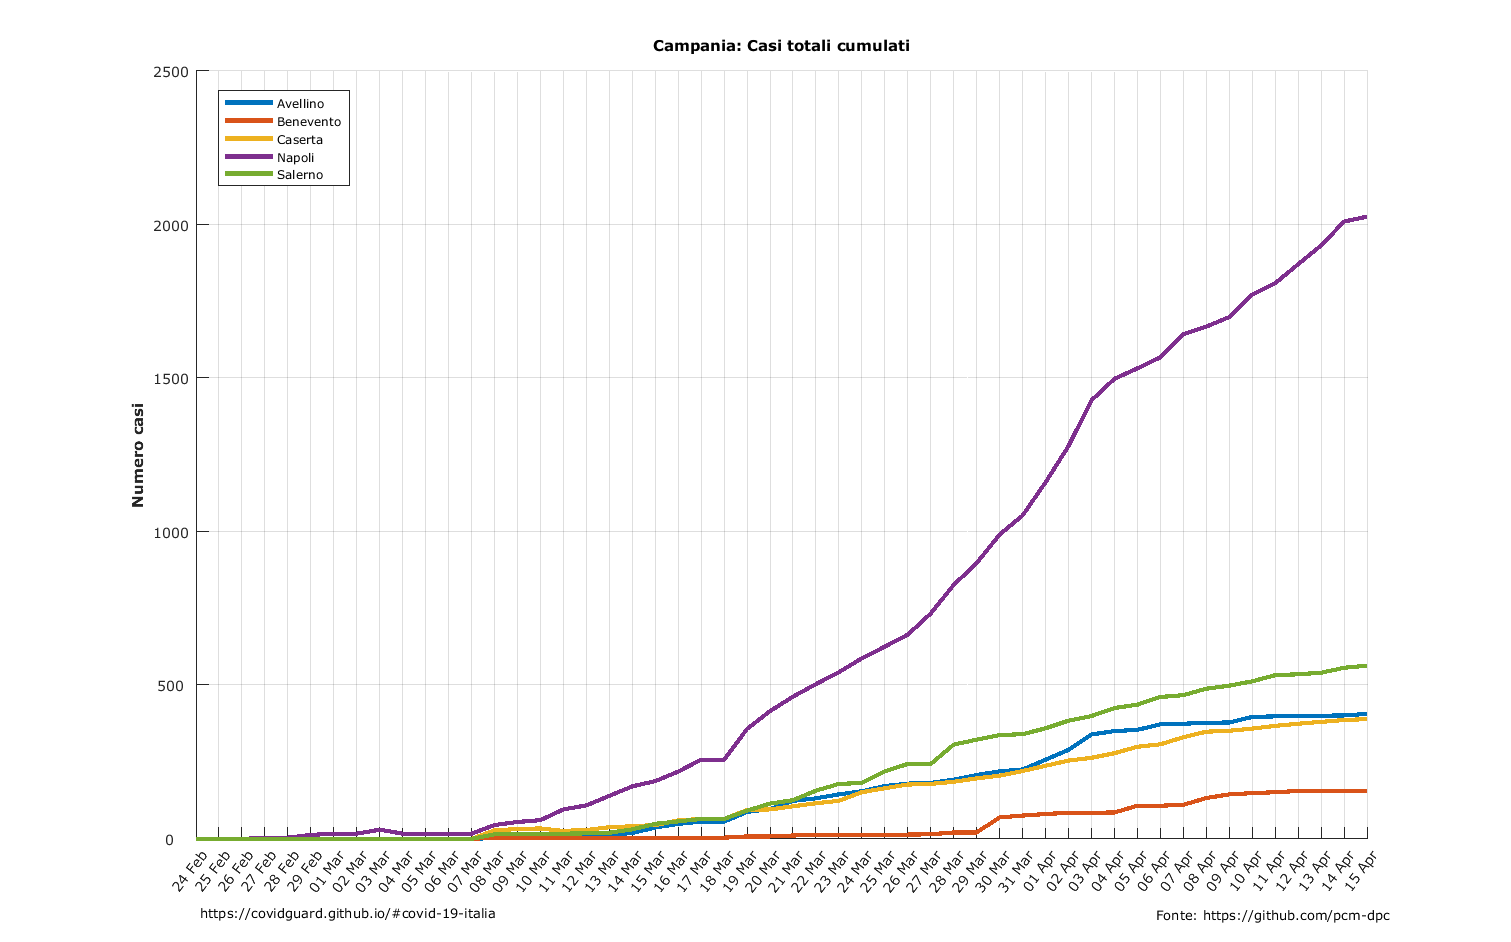 Campania: Casi totali cumulati
2500
2000
1500
1000
500
0
Numero casi
Avellino
Benevento
Caserta
Napoli
Salerno
24 Feb
25 Feb
26 Feb
27 Feb
28 Feb
29 Feb
01 Mar
02 Mar
03 Mar
04 Mar
05 Mar
06 Mar
07 Mar
08 Mar
09 Mar
10 Mar
11 Mar
12 Mar
13 Mar
14 Mar
15 Mar
16 Mar
17 Mar
18 Mar
19 Mar
20 Mar
21 Mar
22 Mar
23 Mar
24 Mar
25 Mar
26 Mar
27 Mar
28 Mar
29 Mar
30 Mar
31 Mar
01 Apr
02 Apr
03 Apr
04 Apr
05 Apr
06 Apr
07 Apr
08 Apr
09 Apr
10 Apr
11 Apr
12 Apr
13 Apr
14 Apr
15 Apr
https://covidguard.github.io/#covid-19-italia
Fonte: https://github.com/pcm-dpc